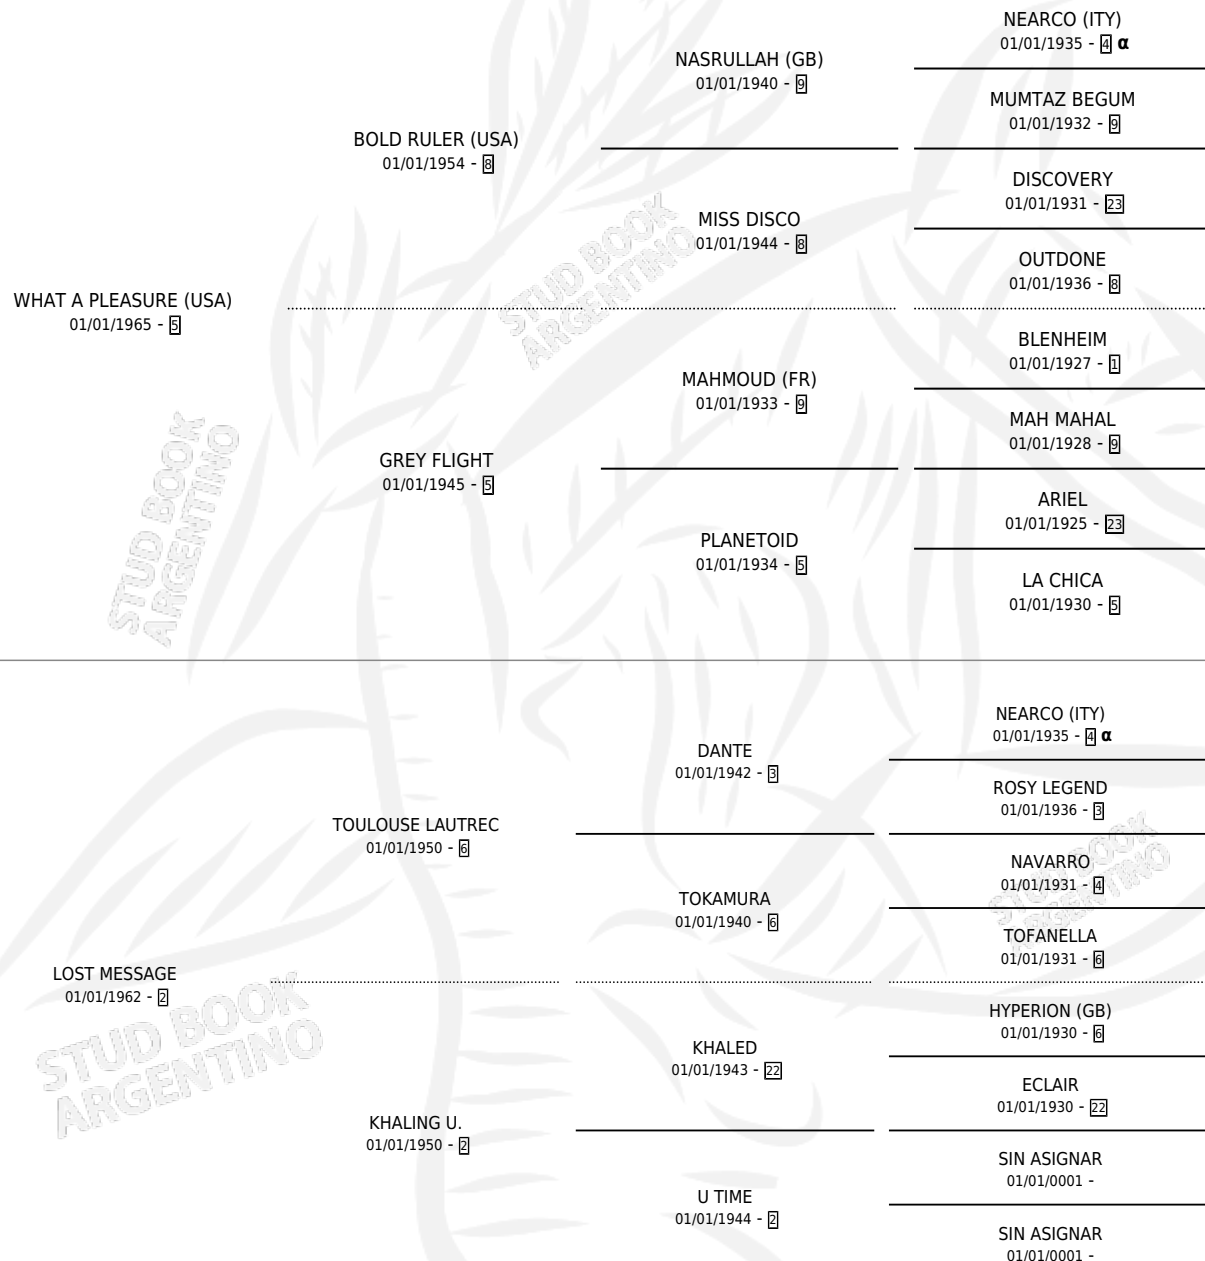 NEARCO (ITY)
01/01/1935 - 4 α
NASRULLAH (GB)
01/01/1940 - 9
MUMTAZ BEGUM
01/01/1932 - 9
BOLD RULER (USA)
01/01/1954 - 8
DISCOVERY
01/01/1931 - 23
MISS DISCO
01/01/1944 - 8
OUTDONE
01/01/1936 - 8
WHAT A PLEASURE (USA)
01/01/1965 - 5
BLENHEIM
01/01/1927 - 1
MAHMOUD (FR)
01/01/1933 - 9
MAH MAHAL
01/01/1928 - 9
GREY FLIGHT
01/01/1945 - 5
ARIEL
01/01/1925 - 23
PLANETOID
01/01/1934 - 5
LA CHICA
01/01/1930 - 5
NEARCO (ITY)
01/01/1935 - 4 α
DANTE
01/01/1942 - 3
ROSY LEGEND
01/01/1936 - 3
TOULOUSE LAUTREC
01/01/1950 - 6
NAVARRO
01/01/1931 - 4
TOKAMURA
01/01/1940 - 6
TOFANELLA
01/01/1931 - 6
LOST MESSAGE
01/01/1962 - 2
HYPERION (GB)
01/01/1930 - 6
KHALED
01/01/1943 - 22
ECLAIR
01/01/1930 - 22
KHALING U.
01/01/1950 - 2
SIN ASIGNAR
01/01/0001 -
U TIME
01/01/1944 - 2
SIN ASIGNAR
01/01/0001 -
STUD BOOK
ARGENTINO
STUD BOOK
ARGENTINO
STUD BOOK
ARGENTINO
STUD BOOK
ARGENTINO